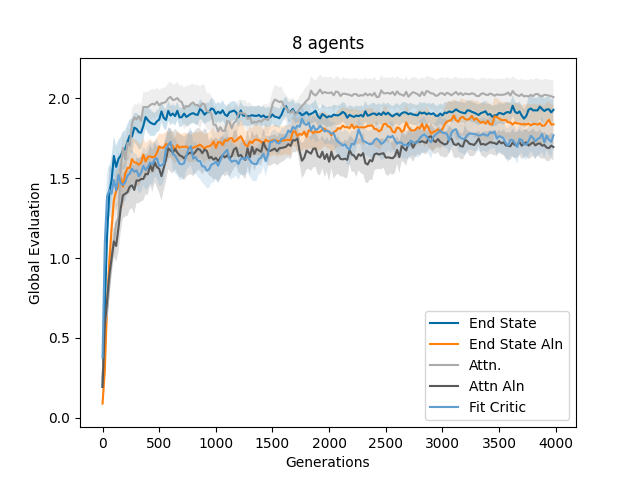 8 agents
Global Evaluation
2.0
1.5
1.0
0.5
0.0
0 500 1000 1500 2000 2500 3000 3500 4000
Generations
End State
End State Aln
Attn.
Attn Aln
Fit Critic